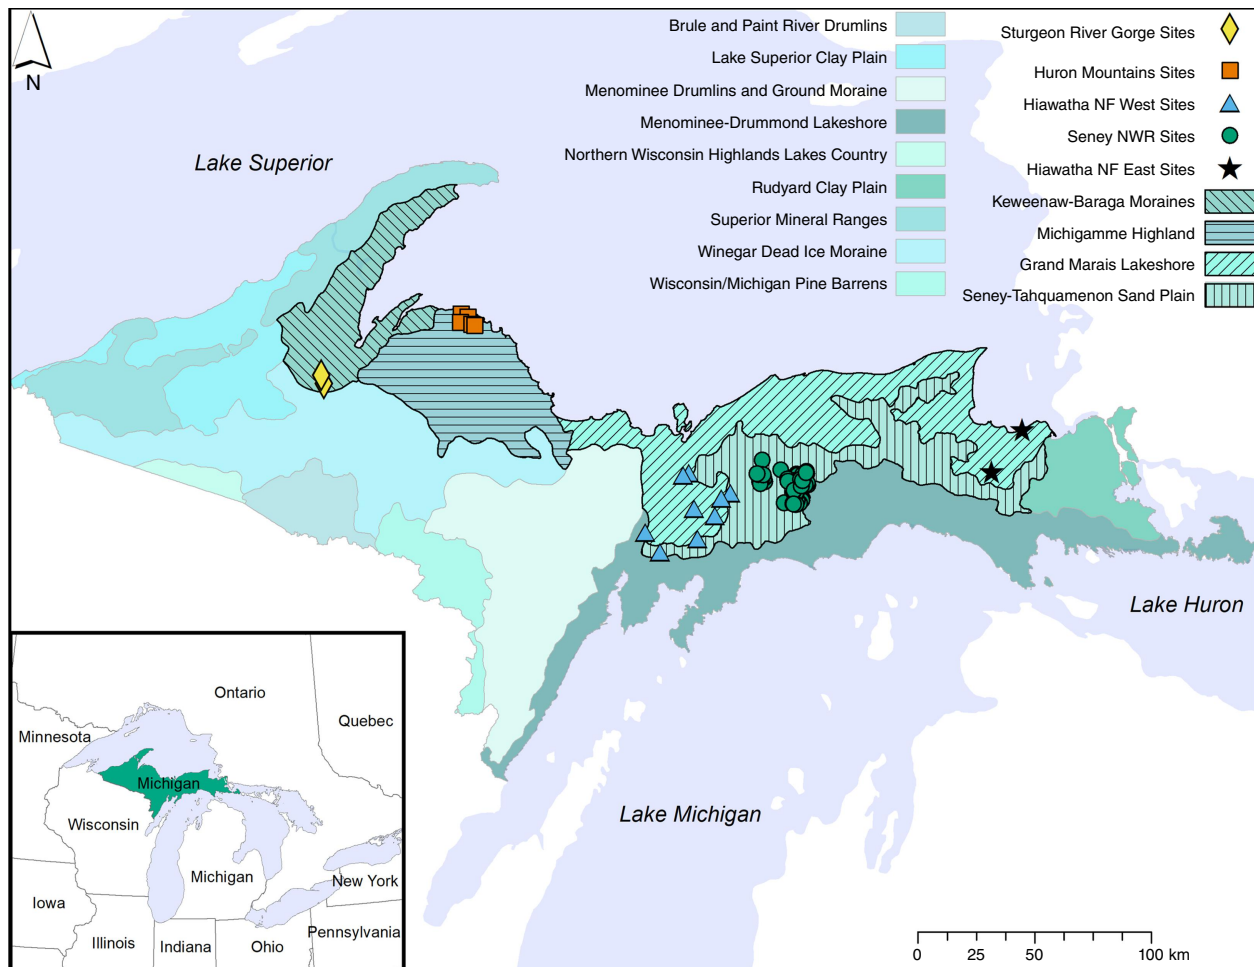 Brule and Paint River Drumlins
Lake Superior Clay Plain
Menominee Drumlins and Ground Moraine
Menominee-Drummond Lakeshore
Northern Wisconsin Highlands Lakes Country
Rudyard Clay Plain
Superior Mineral Ranges
Winegar Dead Ice Moraine
Wisconsin/Michigan Pine Barrens
Sturgeon River Gorge Sites
Huron Mountains Sites
Hiawatha NF West Sites
Seney NWR Sites
Hiawatha NF East Sites
Keweenaw-Baraga Moraines
Michigamme Highland
Grand Marais Lakeshore
Seney-Tahquamenon Sand Plain
N
Lake Superior
Lake Huron
Lake Michigan
Ontario
Quebec
Minnesota
Michigan
Wisconsin
Michigan
New York
Iowa
Pennsylvania
Illinois
Indiana
Ohio
0 25 50 100 km